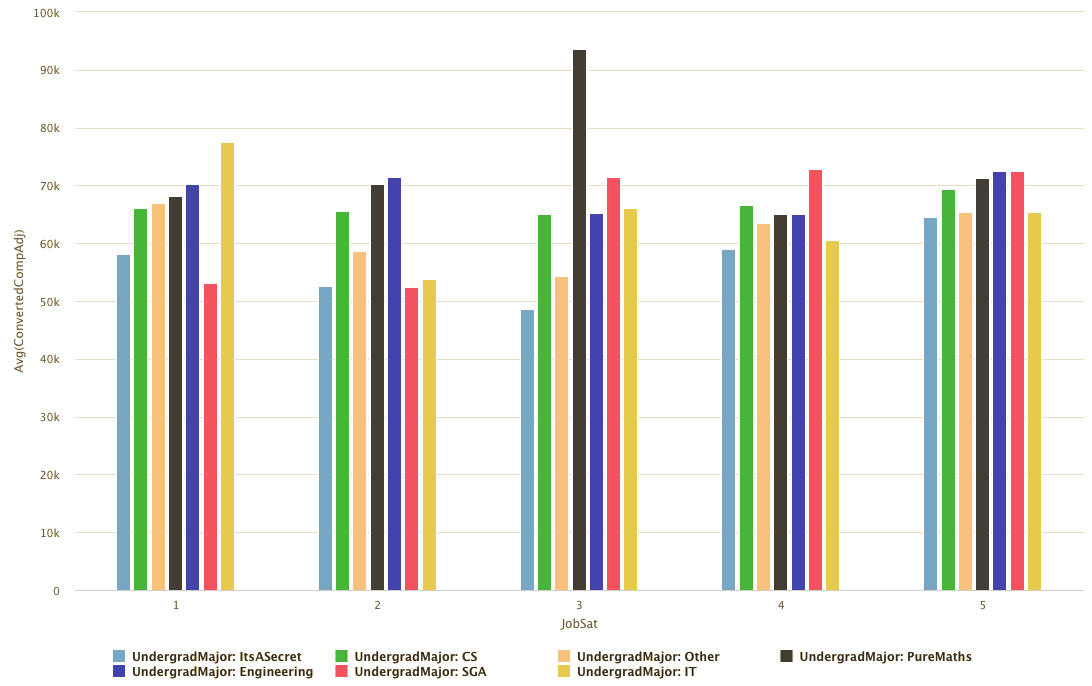 100k
90k
80k
70k
60k
50k
40k
30k
20k
10k
0
Avg(ConvertedCompAdj)
1 2 3 4 5
JobSat
UndergradMajor: ItsASecret UndergradMajor: CS UndergradMajor: Other UndergradMajor: PureMaths
UndergradMajor: Engineering UndergradMajor: SGA UndergradMajor: IT